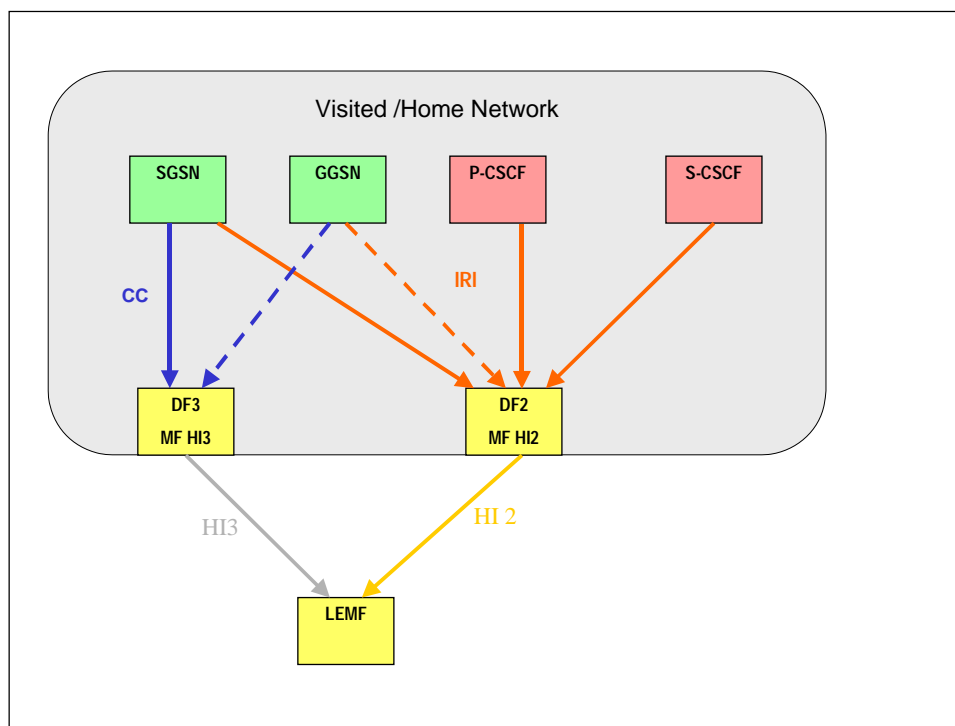 Visited /Home Network
SGSN
GGSN
P-CSCF
S-CSCF
CC
IRI
DF3
MF HI3
DF2
MF HI2
HI3
HI 2
LEMF